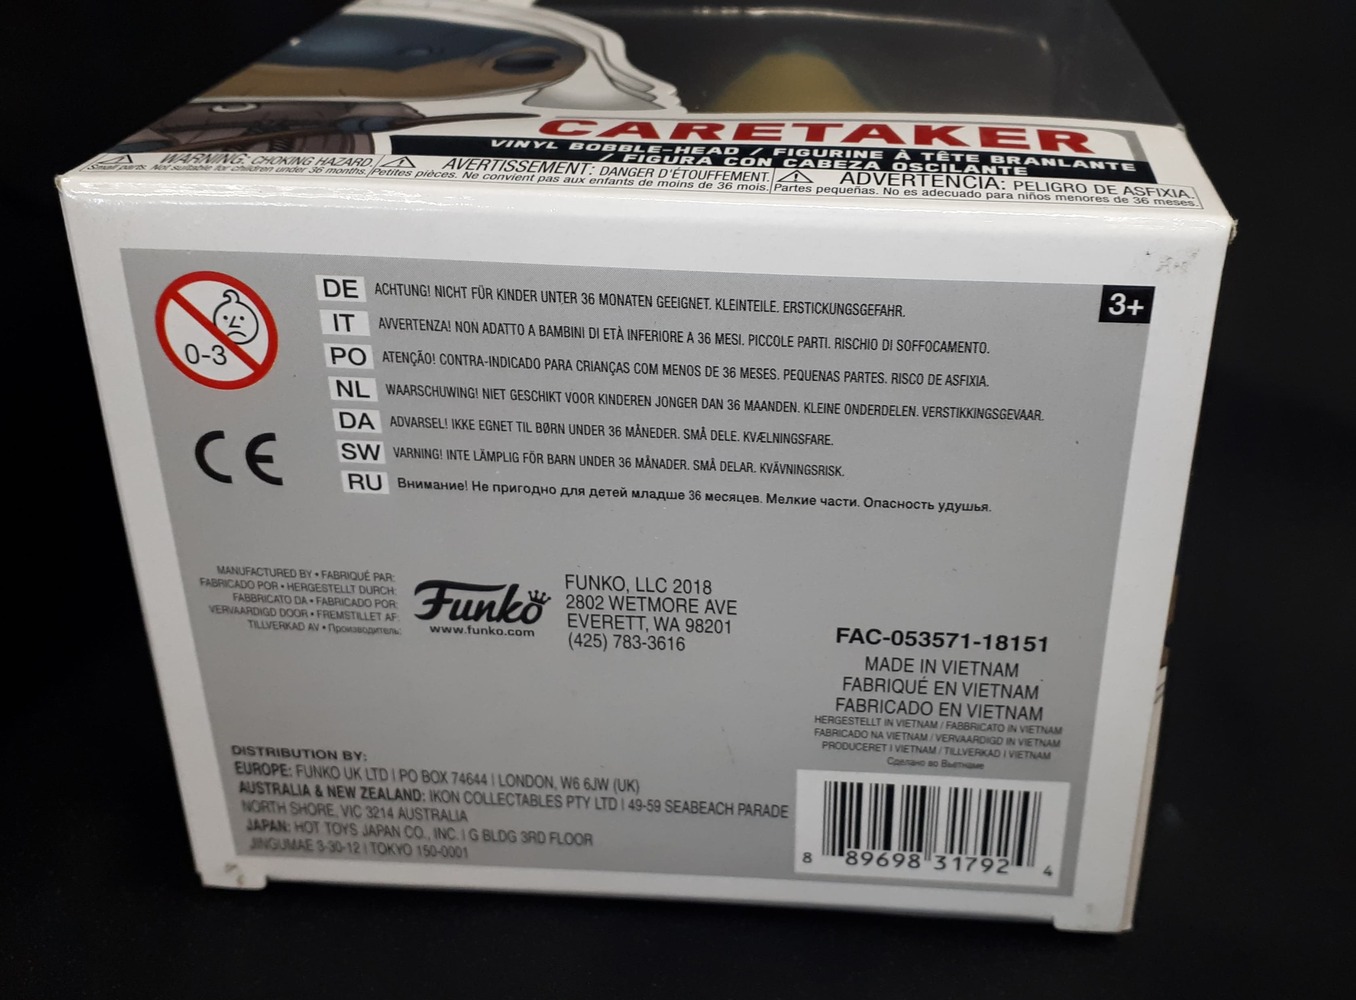 CARETAKER
VINYL BOBBLE-HEAD / FIGURINE À TÊTE BRANLANTE
/ FIGURA CON CABEZA OSCILANTE
WARNING: CHOKING HAZARD.
Small parts. Not suitable for children under 36 months.
AVERTISSEMENT: DANGER D'ÉTOUFFEMENT.
Petites pièces. Ne convient pas aux enfants de moins de 36 mois.
ADVERTENCIA: PELIGRO DE ASFIXIA.
Partes pequeñas. No es adecuado para niños menores de 36 meses.
0-3
3+
DE ACHTUNG! NICHT FÜR KINDER UNTER 36 MONATEN GEEIGNET. KLEINTEILE. ERSTICKUNGSGEFAHR.
IT AVVERTENZA! NON ADATTO A BAMBINI DI ETÀ INFERIORE A 36 MESI. PICCOLE PARTI. RISCHIO DI SOFFOCAMENTO.
PO ATENÇÃO! CONTRA-INDICADO PARA CRIANÇAS COM MENOS DE 36 MESES. PEQUENAS PARTES. RISCO DE ASFIXIA.
NL WAARSCHUWING! NIET GESCHIKT VOOR KINDEREN JONGER DAN 36 MAANDEN. KLEINE ONDERDELEN. VERSTIKKINGSGEVAAR.
DA ADVARSEL! IKKE EGNET TIL BØRN UNDER 36 MÅNEDER. SMÅ DELE. KVÆLNINGSFARE.
SW VARNING! INTE LÄMPLIG FÖR BARN UNDER 36 MÅNADER. SMÅ DELAR. KVÄVNINGSRISK.
RU Внимание! Не пригодно для детей младше 36 месяцев. Мелкие части. Опасность удушья.
CE
MANUFACTURED BY • FABRIQUÉ PAR:
FABRICADO POR • HERGESTELLT DURCH:
FABBRICATO DA • FABRICADO POR:
VERVAARDIGD DOOR • FREMSTILLET AF:
TILLVERKAD AV • Производитель:
Funko
www.funko.com
FUNKO, LLC 2018
2802 WETMORE AVE
EVERETT, WA 98201
(425) 783-3616
FAC-053571-18151
MADE IN VIETNAM
FABRIQUÉ EN VIETNAM
FABRICADO EN VIETNAM
HERGESTELLT IN VIETNAM / FABBRICATO IN VIETNAM
FABRICADO NA VIETNAM / VERVAARDIGD IN VIETNAM
PRODUCERET I VIETNAM / TILLVERKAD I VIETNAM
Сделано во Вьетнаме
DISTRIBUTION BY:
EUROPE: FUNKO UK LTD | PO BOX 74644 | LONDON, W6 6JW (UK)
AUSTRALIA & NEW ZEALAND: IKON COLLECTABLES PTY LTD | 49-59 SEABEACH PARADE
NORTH SHORE, VIC 3214 AUSTRALIA
JAPAN: HOT TOYS JAPAN CO., INC. | G BLDG 3RD FLOOR
JINGUMAE 3-30-12 | TOKYO 150-0001
8 89698 31792 4